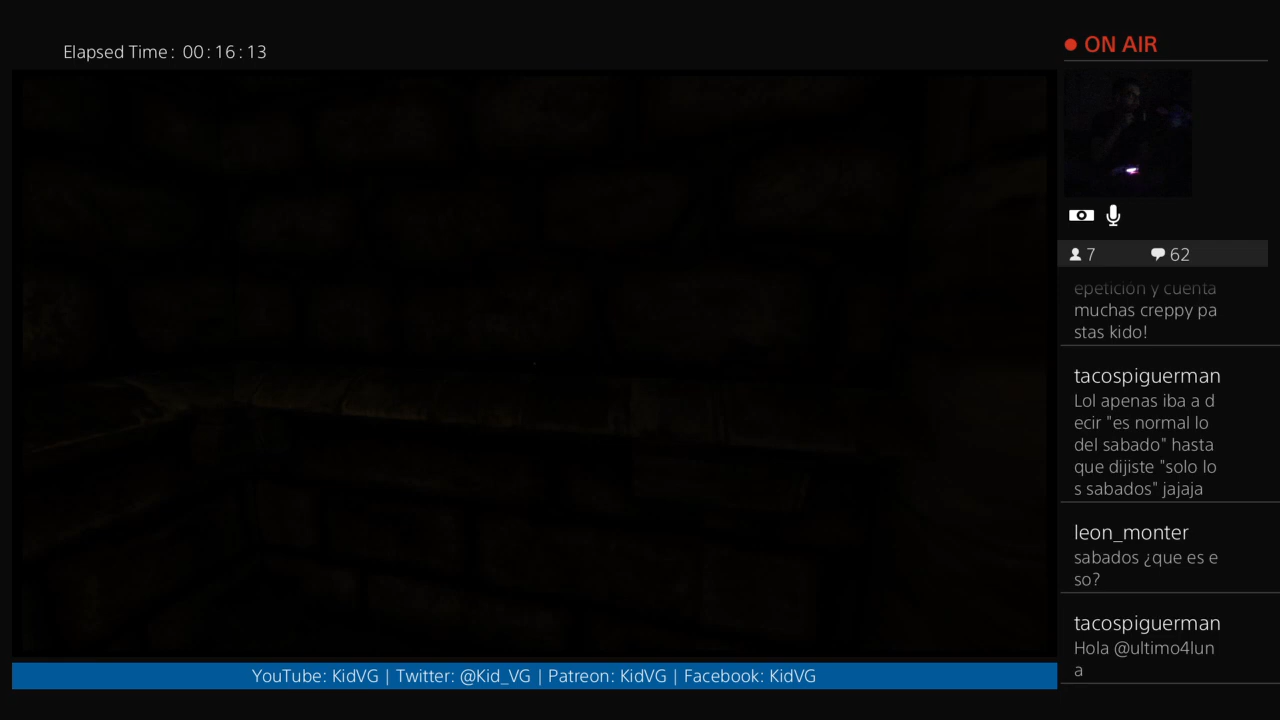 Elapsed Time: 00:16:13
ON AIR
7
62
epetición y cuenta
muchas creppy pa
stas kido!
tacospiguerman
Lol apenas iba a d
ecir "es normal lo
del sabado" hasta
que dijiste "solo lo
s sabados" jajaja
leon_monter
sabados ¿que es e
so?
tacospiguerman
Hola @ultimo4lun
a
YouTube: KidVG | Twitter: @Kid_VG | Patreon: KidVG | Facebook: KidVG